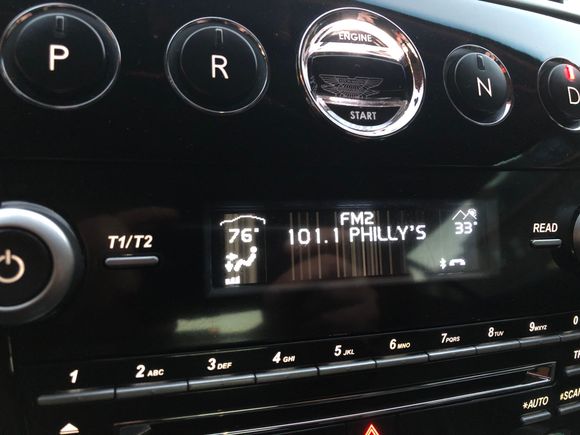 P
R
ENGINE
START
N
D
T1/T2
76°
FM2
101.1 PHILLY'S
33°
READ
1
2 ABC
3 DEF
4 GHI
5 JKL
6 MNO
7 PQRS
8 TUV
9 WXYZ
0
*AUTO
#SCAN